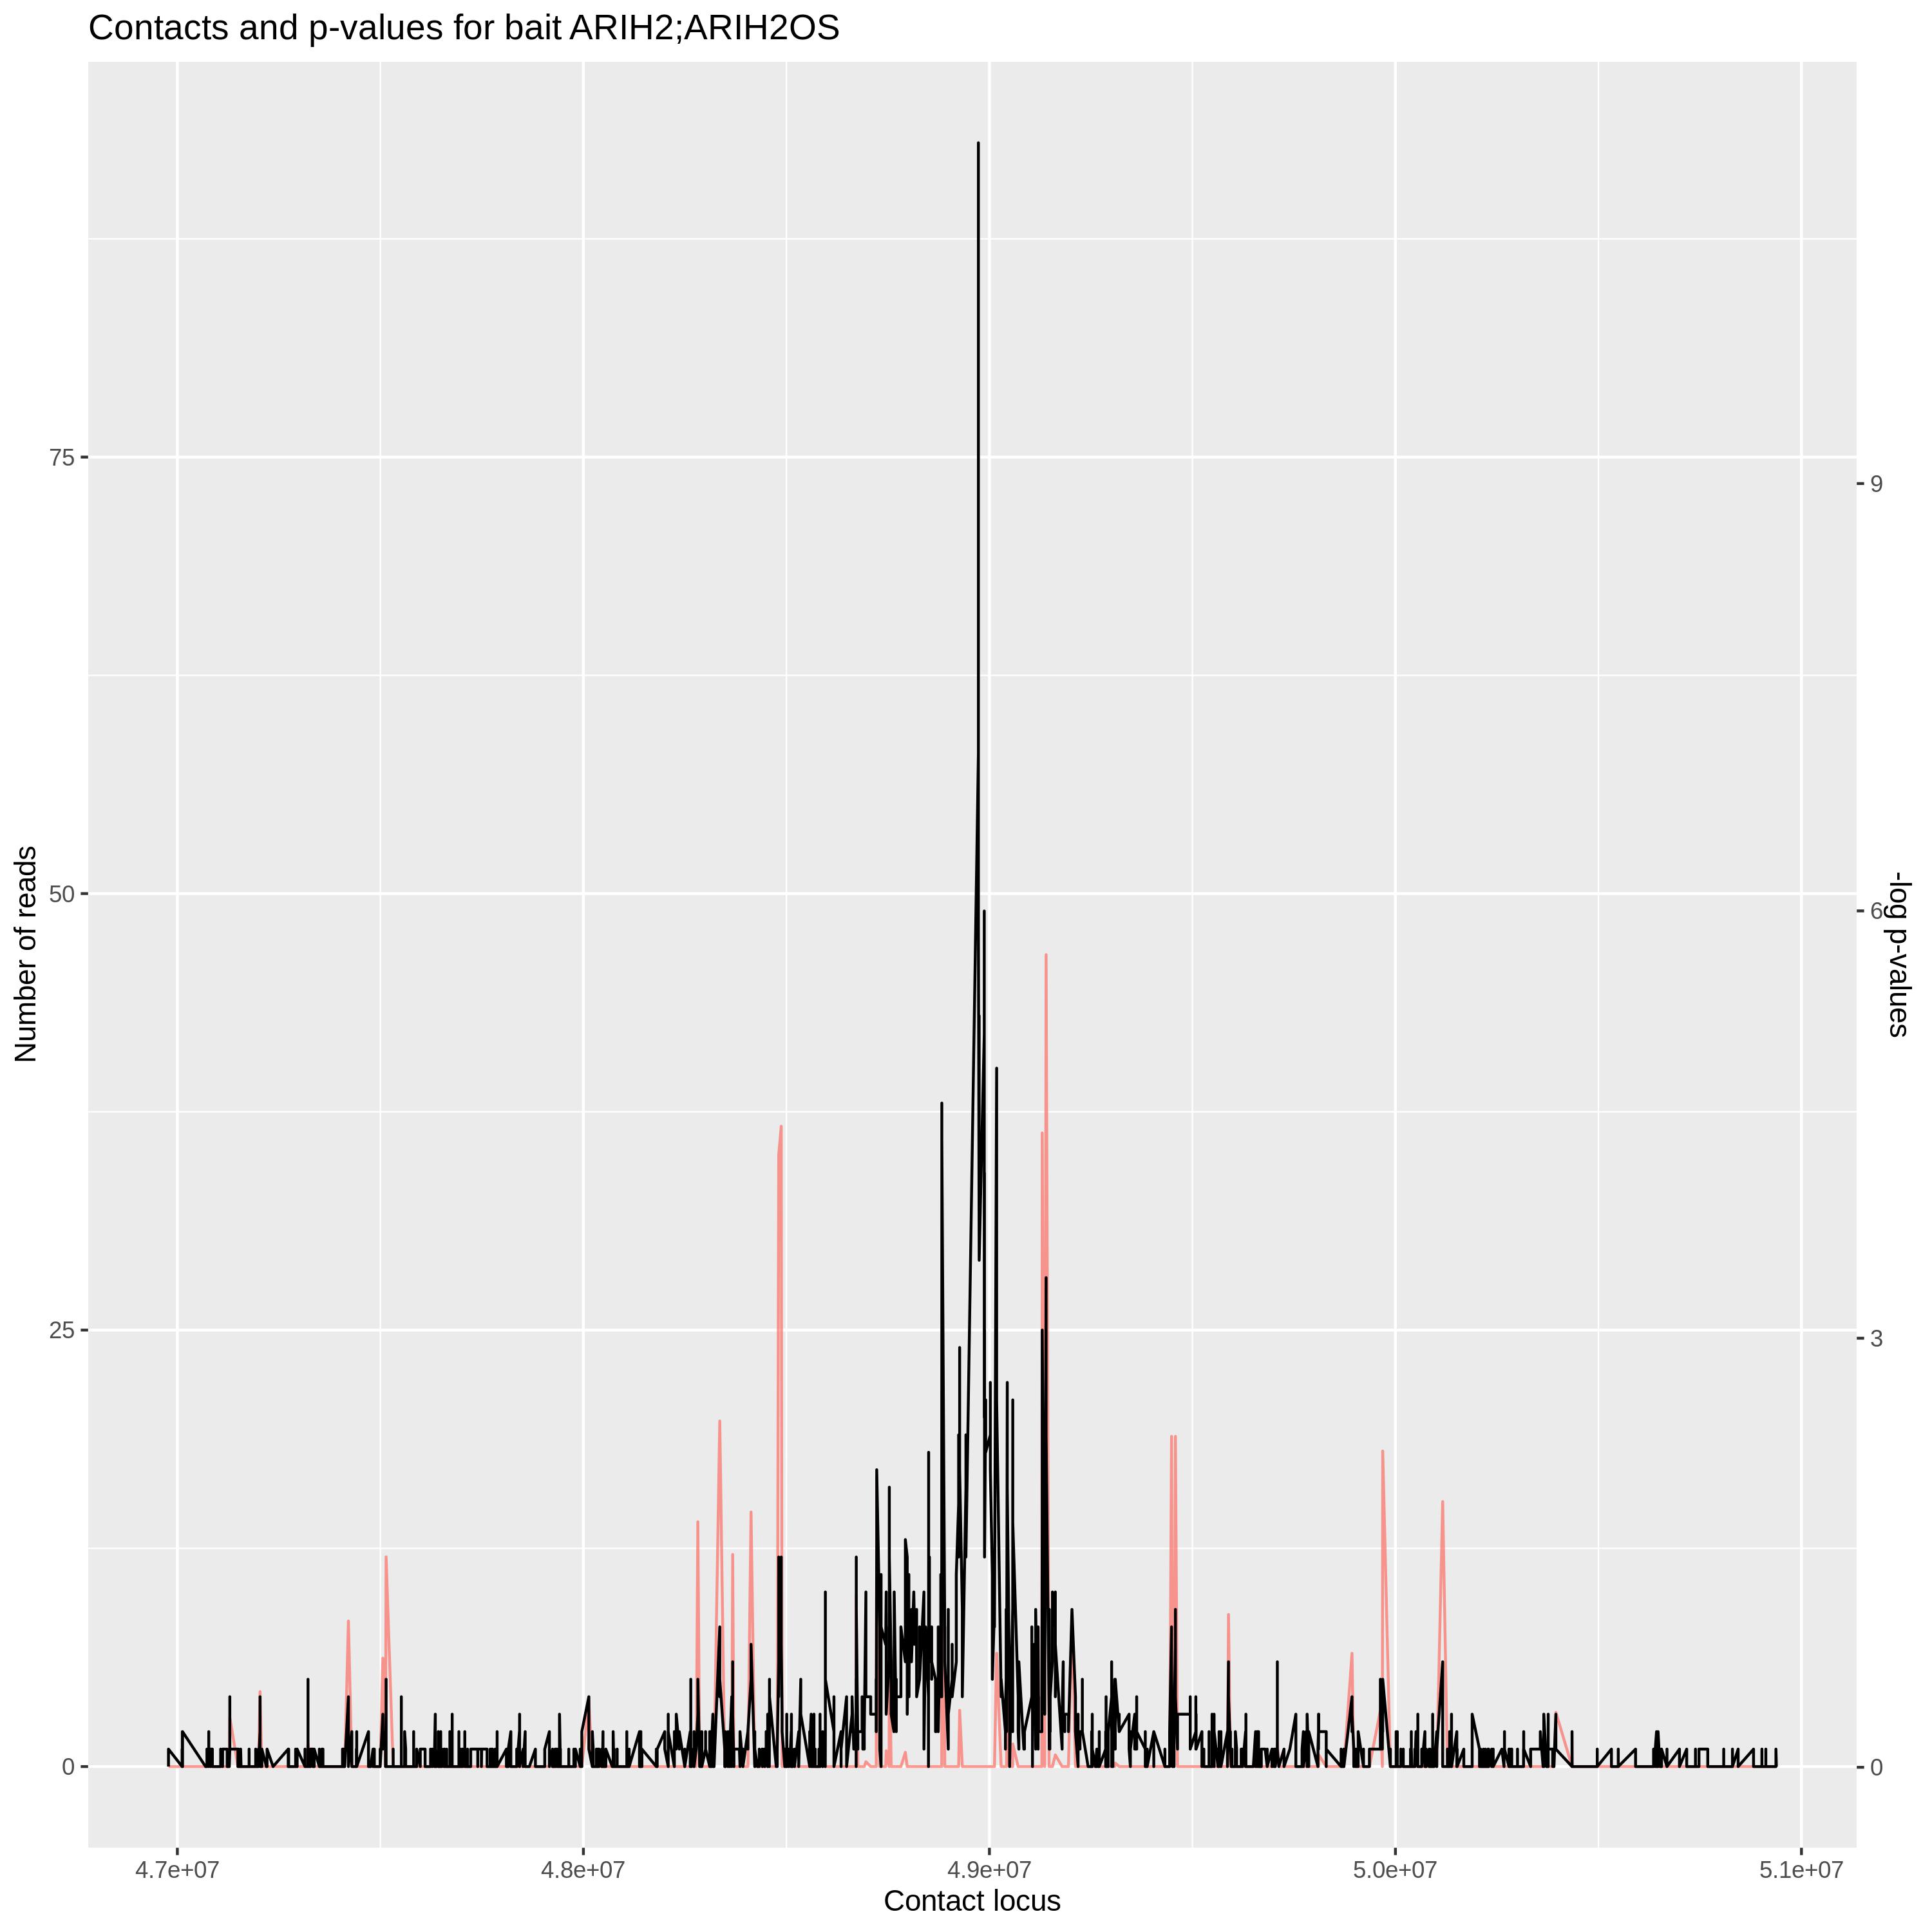 Contacts and p-values for bait ARIH2;ARIH2OS
75
50
25
0
9
6
3
0
Number of reads
-log p-values
4.7e+07 4.8e+07 4.9e+07 5.0e+07 5.1e+07
Contact locus